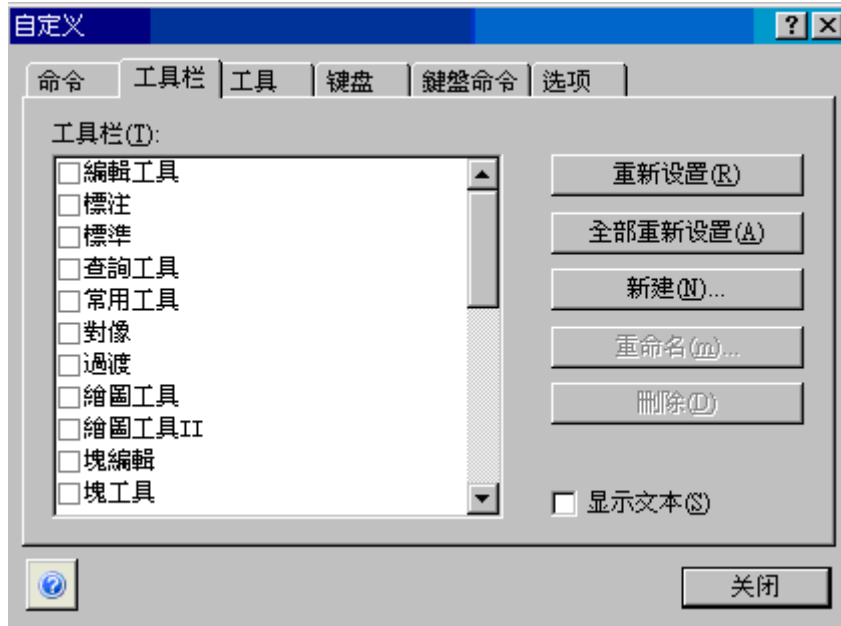 自定义
命令 工具栏 工具 键盘 鍵盤命令 选项
工具栏(T):
編輯工具
標注
標準
查詢工具
常用工具
對像
過渡
繪圖工具
繪圖工具II
塊編輯
塊工具
重新设置(R)
全部重新设置(A)
新建(N)...
重命名(m)...
删除(D)
显示文本(S)
关闭